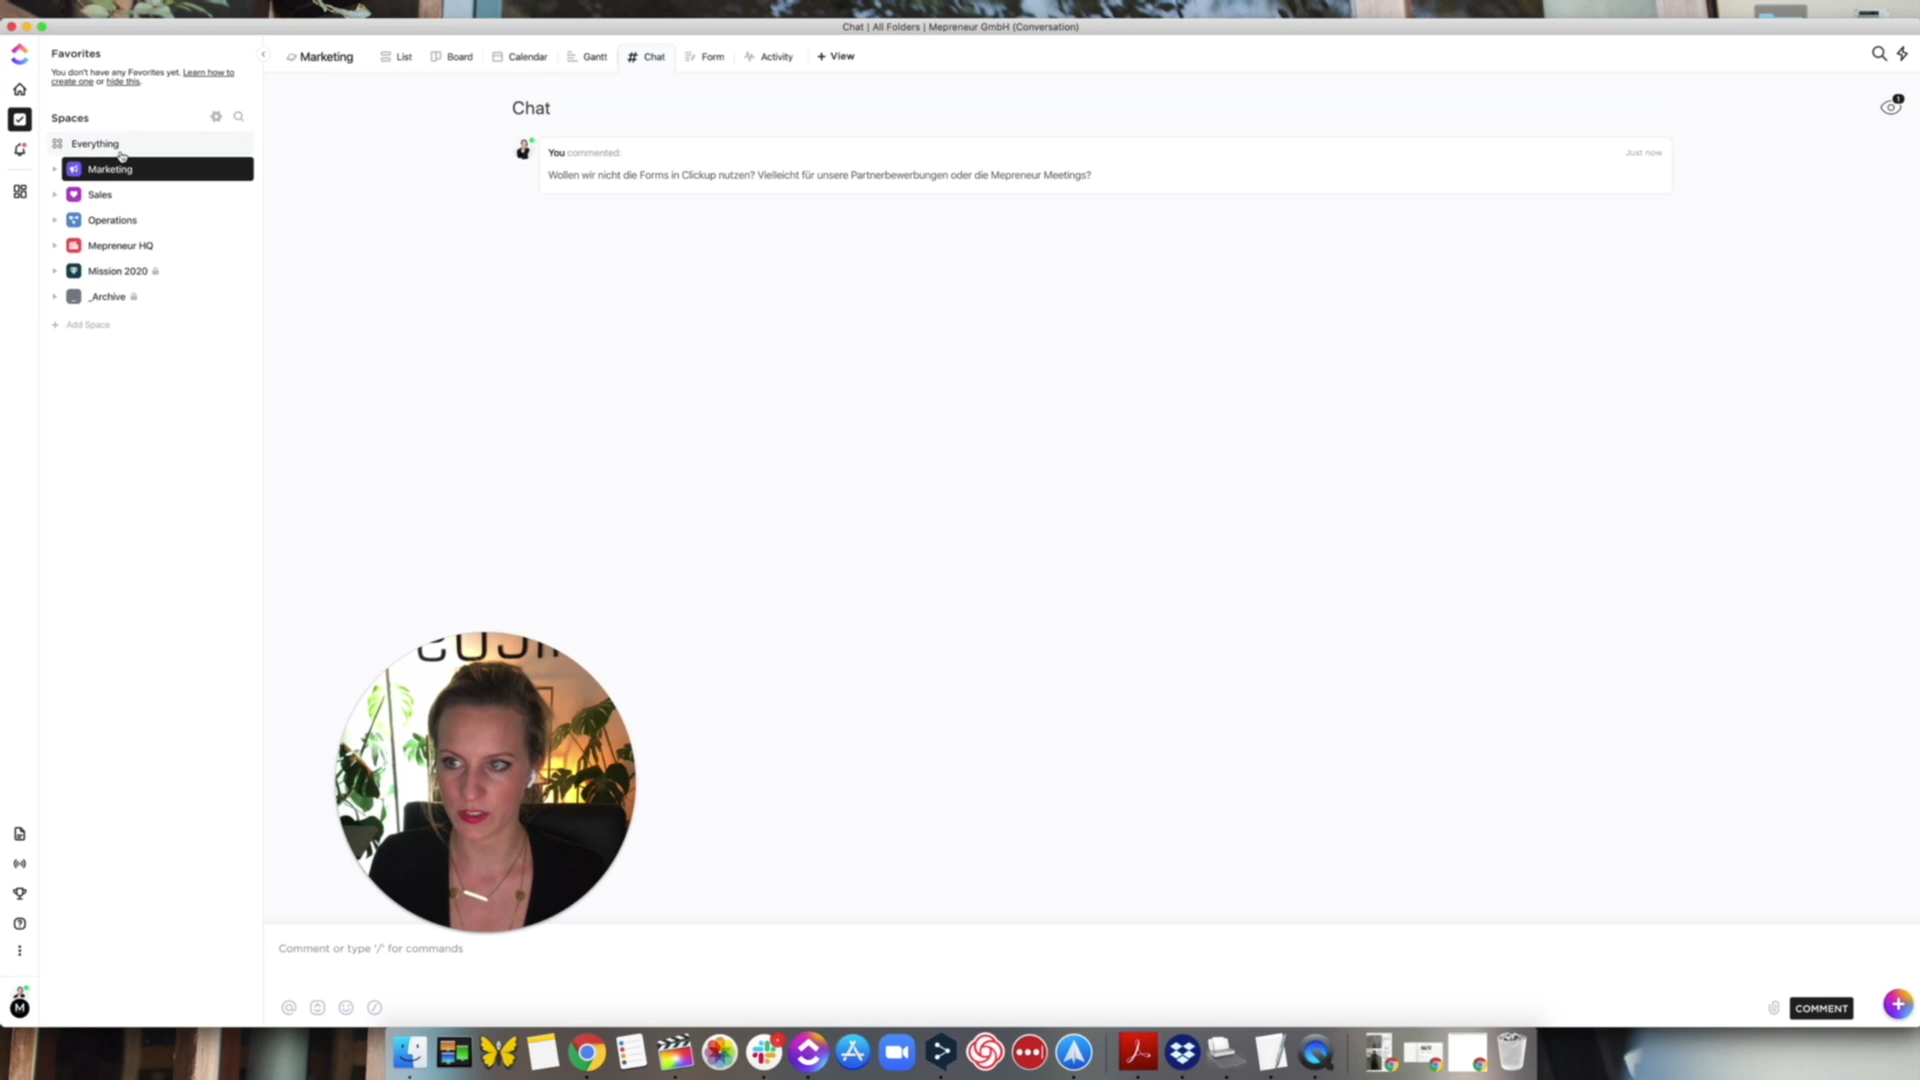 Chat | All Folders | Mepreneur GmbH (Conversation)
Favorites
You don't have any Favorites yet. Learn how to
create one or hide this.
Marketing
List
Board
Calendar
Gantt
Chat
Form
Activity
+ View
Spaces
Everything
Marketing
Sales
Operations
Mepreneur HQ
Mission 2020
_Archive
+ Add Space
Chat
1
You commented:
Just now
Wollen wir nicht die Forms in Clickup nutzen? Vielleicht für unsere Partnerbewerbungen oder die Mepreneur Meetings?
Comment or type '/' for commands
COMMENT
M